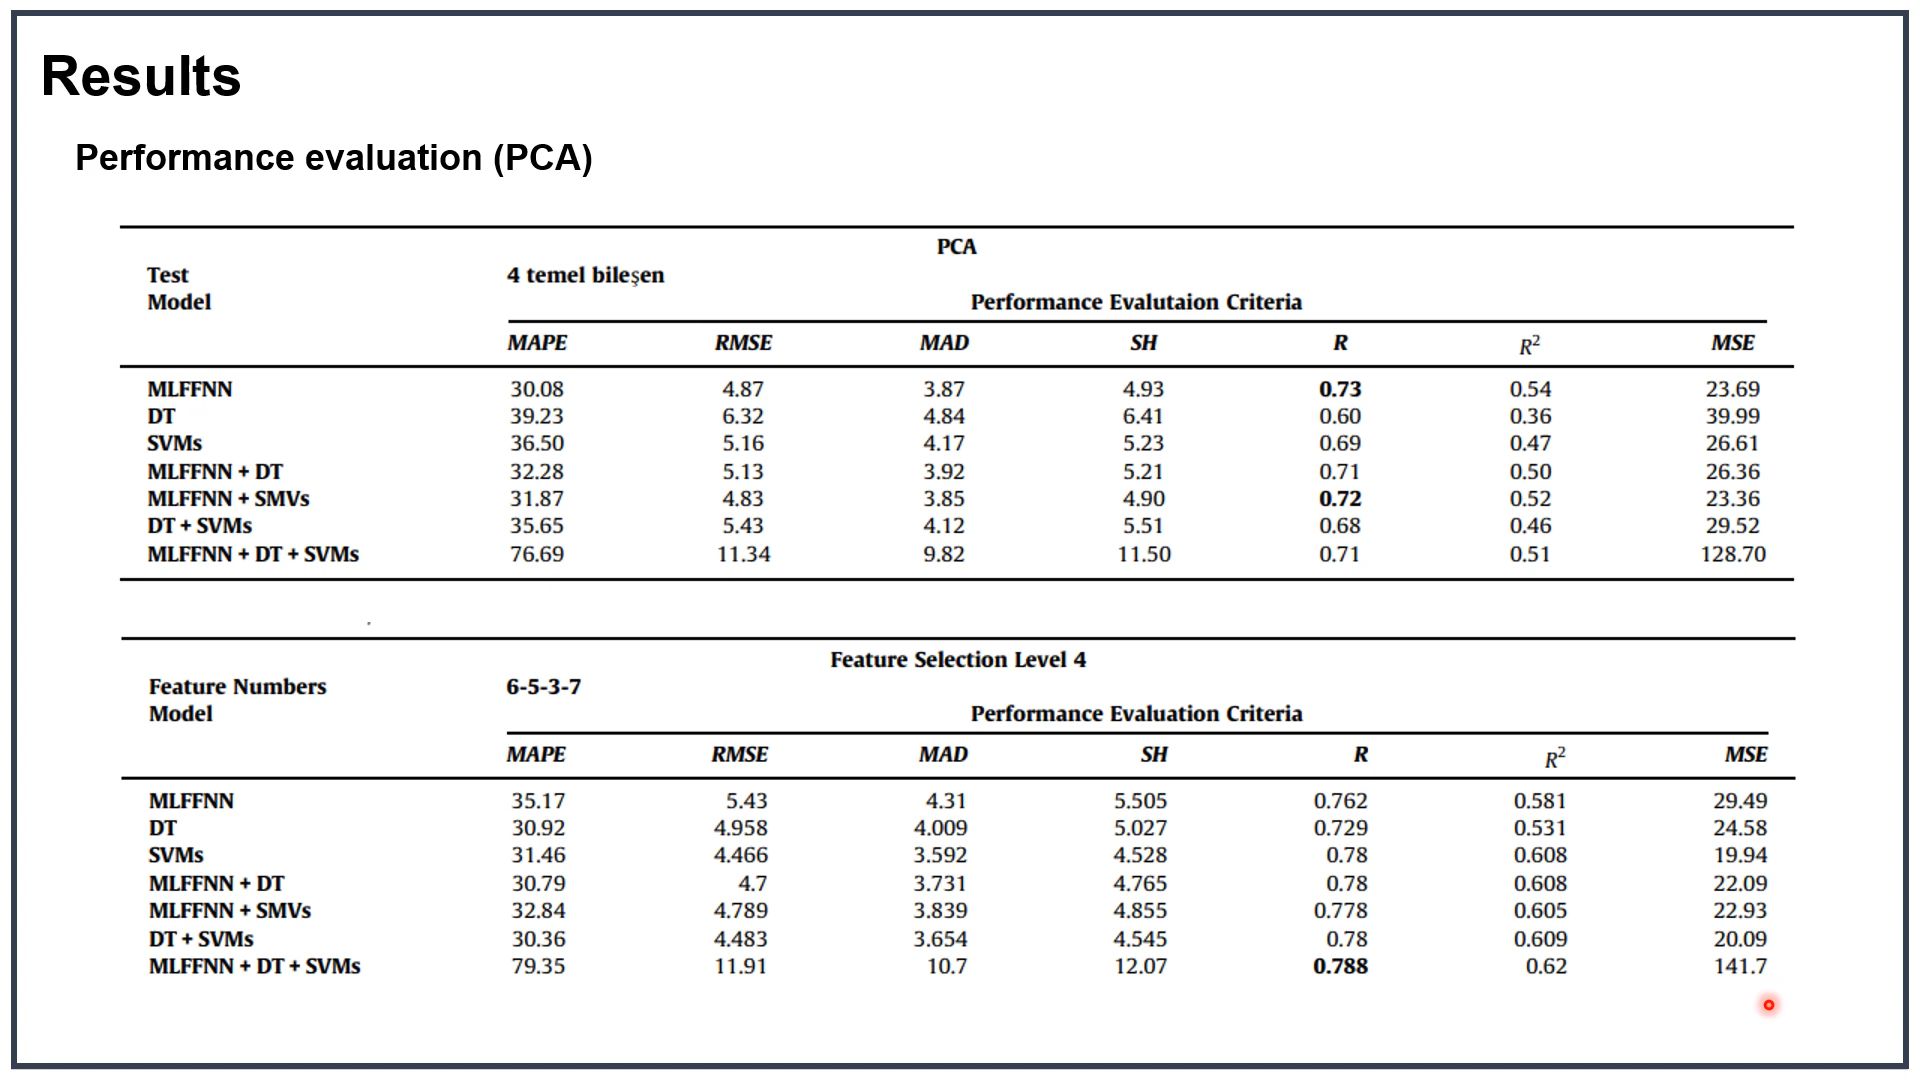 Results
Performance evaluation (PCA)
PCA
Test 4 temel bileşen
Model Performance Evalutaion Criteria
MAPE RMSE MAD SH R R² MSE
MLFFNN 30.08 4.87 3.87 4.93 0.73 0.54 23.69
DT 39.23 6.32 4.84 6.41 0.60 0.36 39.99
SVMs 36.50 5.16 4.17 5.23 0.69 0.47 26.61
MLFFNN + DT 32.28 5.13 3.92 5.21 0.71 0.50 26.36
MLFFNN + SMVs 31.87 4.83 3.85 4.90 0.72 0.52 23.36
DT + SVMs 35.65 5.43 4.12 5.51 0.68 0.46 29.52
MLFFNN + DT + SVMs 76.69 11.34 9.82 11.50 0.71 0.51 128.70
Feature Selection Level 4
Feature Numbers 6-5-3-7
Model Performance Evaluation Criteria
MAPE RMSE MAD SH R R² MSE
MLFFNN 35.17 5.43 4.31 5.505 0.762 0.581 29.49
DT 30.92 4.958 4.009 5.027 0.729 0.531 24.58
SVMs 31.46 4.466 3.592 4.528 0.78 0.608 19.94
MLFFNN + DT 30.79 4.7 3.731 4.765 0.78 0.608 22.09
MLFFNN + SMVs 32.84 4.789 3.839 4.855 0.778 0.605 22.93
DT + SVMs 30.36 4.483 3.654 4.545 0.78 0.609 20.09
MLFFNN + DT + SVMs 79.35 11.91 10.7 12.07 0.788 0.62 141.7